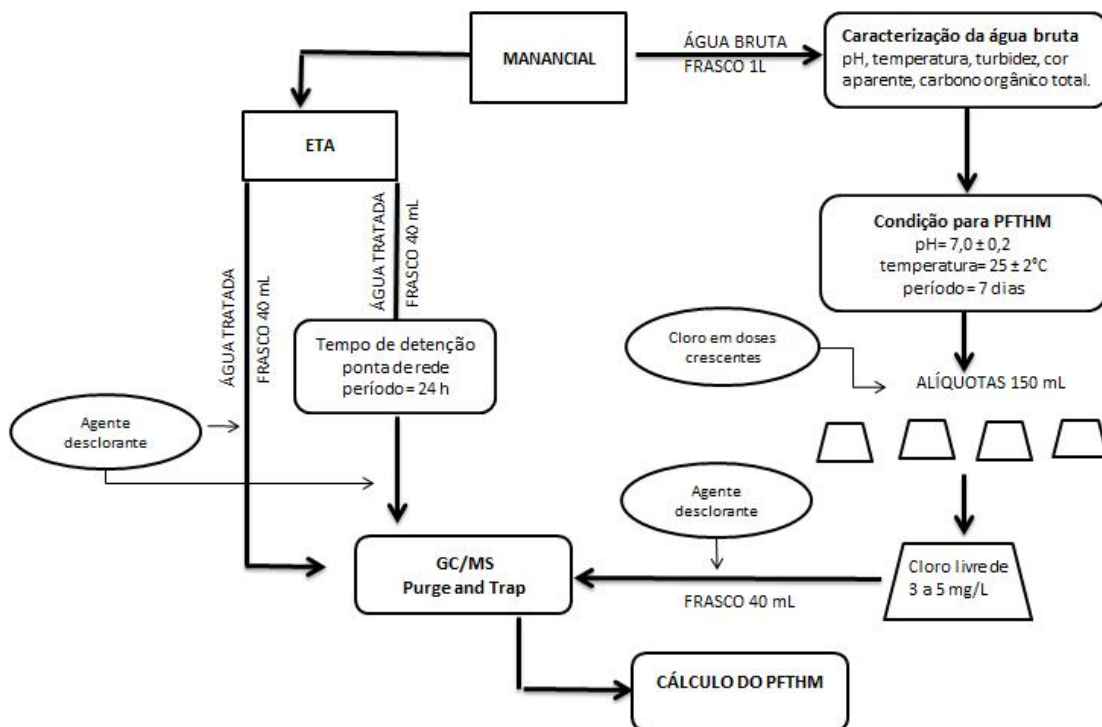 MANANCIAL
ÁGUA BRUTA
FRASCO 1L
Caracterização da água bruta
pH, temperatura, turbidez, cor
aparente, carbono orgânico total.
ETA
ÁGUA TRATADA
FRASCO 40 mL
ÁGUA TRATADA
FRASCO 40 mL
Condição para PFTHM
pH= 7,0 ± 0,2
temperatura= 25 ± 2°C
período = 7 dias
Tempo de detenção
ponta de rede
período = 24 h
Cloro em doses
crescentes
ALÍQUOTAS 150 mL
Agente
desclorante
Agente
desclorante
GC/MS
Purge and Trap
FRASCO 40 mL
Cloro livre de
3 a 5 mg/L
CÁLCULO DO PFTHM